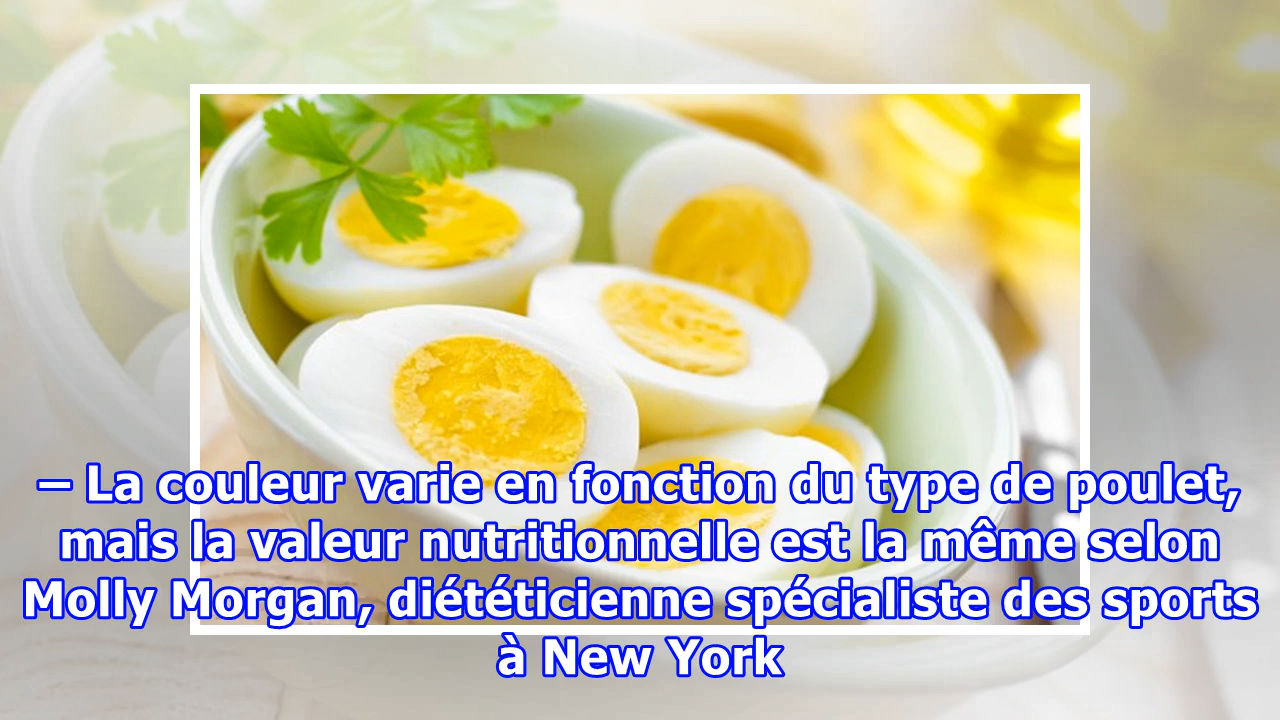 – La couleur varie en fonction du type de poulet,
mais la valeur nutritionnelle est la même selon
Molly Morgan, diététicienne spécialiste des sports
à New York